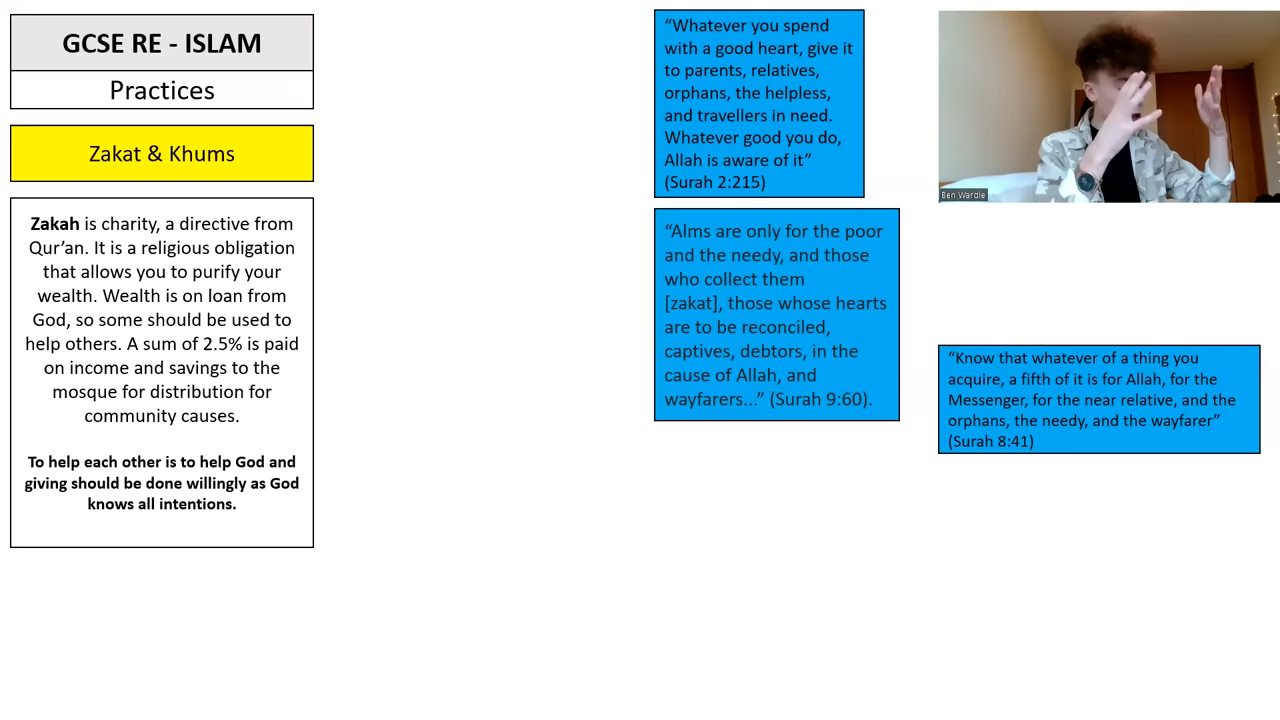 GCSE RE - ISLAM
Practices
Zakat & Khums
Zakah is charity, a directive from
Qur’an. It is a religious obligation
that allows you to purify your
wealth. Wealth is on loan from
God, so some should be used to
help others. A sum of 2.5% is paid
on income and savings to the
mosque for distribution for
community causes.
To help each other is to help God and
giving should be done willingly as God
knows all intentions.
“Whatever you spend
with a good heart, give it
to parents, relatives,
orphans, the helpless,
and travellers in need.
Whatever good you do,
Allah is aware of it”
(Surah 2:215)
“Alms are only for the poor
and the needy, and those
who collect them
[zakat], those whose hearts
are to be reconciled,
captives, debtors, in the
cause of Allah, and
wayfarers...” (Surah 9:60).
Ben Wardle
“Know that whatever of a thing you
acquire, a fifth of it is for Allah, for the
Messenger, for the near relative, and the
orphans, the needy, and the wayfarer”
(Surah 8:41)